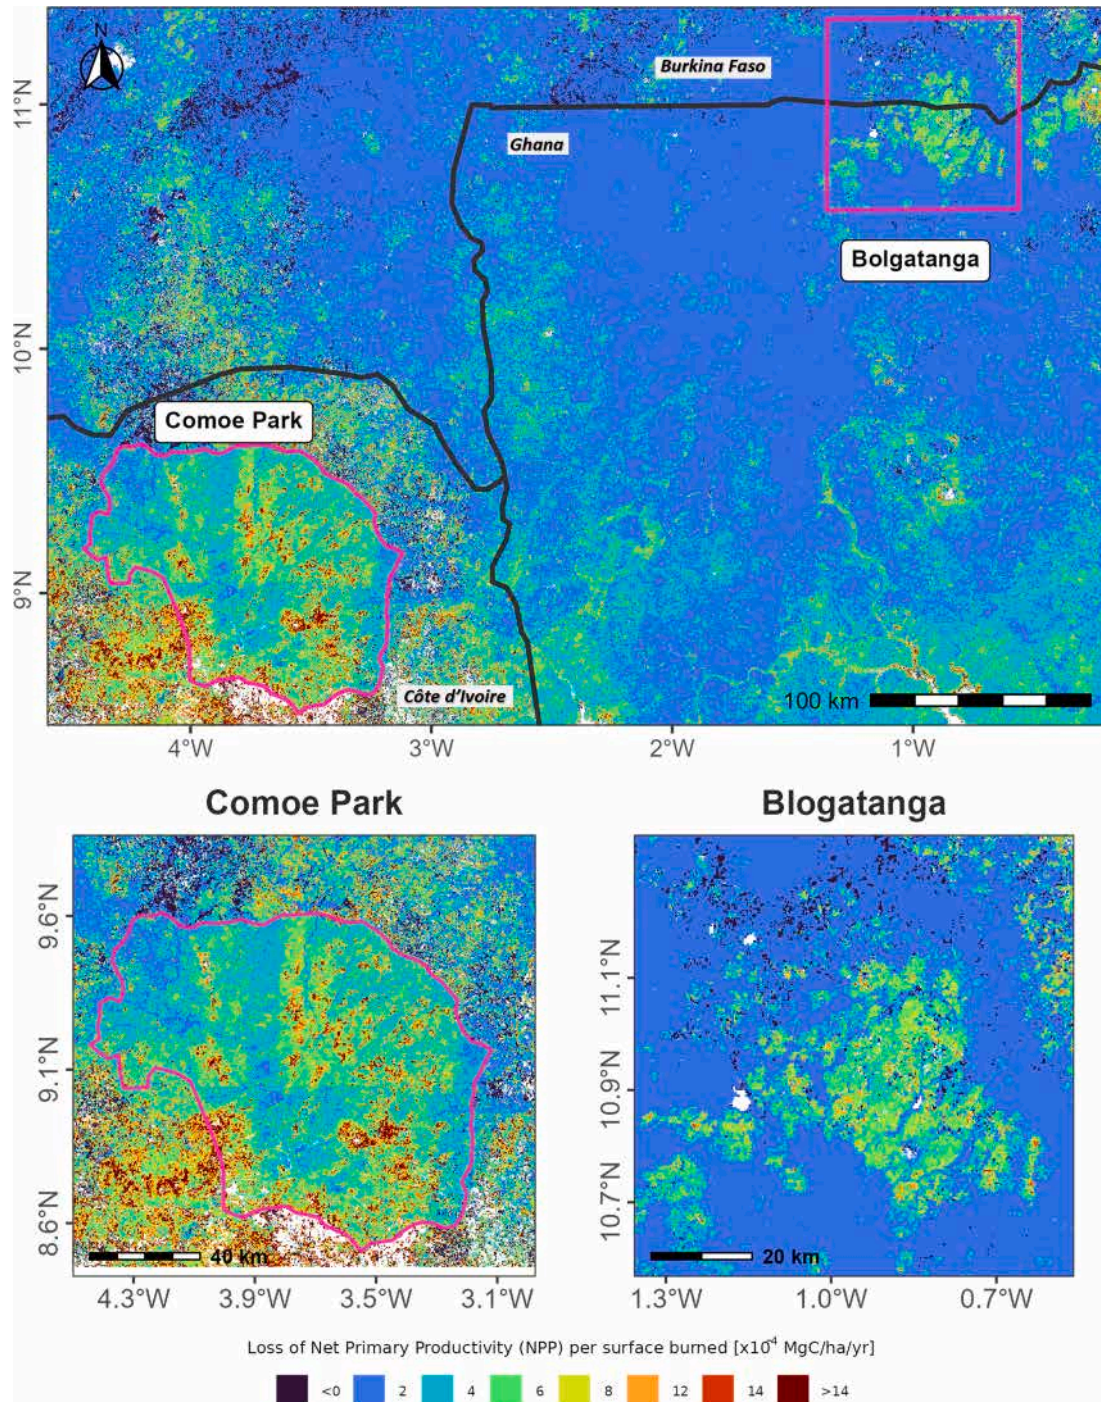 N
Burkina Faso
11°N
Ghana
Bolgatanga
10°N
Comoe Park
9°N
Côte d'Ivoire
100 km
4°W 3°W 2°W 1°W
Comoe Park Blogatanga
9.6°N
9.1°N
8.6°N
40 km
4.3°W 3.9°W 3.5°W 3.1°W
11.1°N
10.9°N
10.7°N
20 km
1.3°W 1.0°W 0.7°W
Loss of Net Primary Productivity (NPP) per surface burned [x10⁻⁴ MgC/ha/yr]
<0 2 4 6 8 12 14 >14